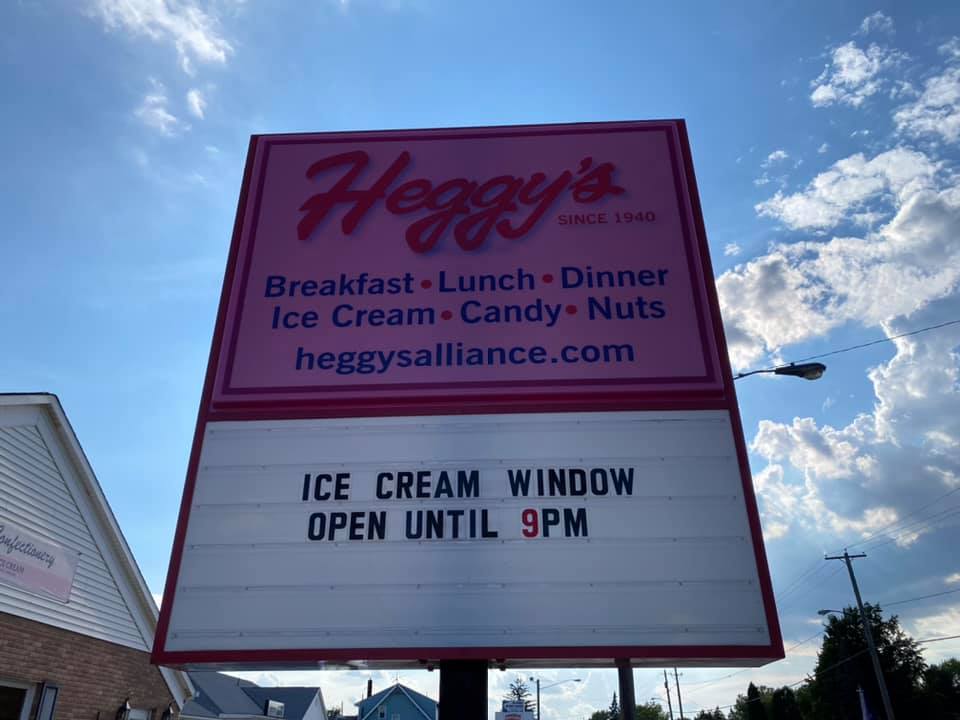 Heggy's
SINCE 1940
Breakfast • Lunch • Dinner
Ice Cream • Candy • Nuts
heggysalliance.com
ICE CREAM WINDOW
OPEN UNTIL 9PM
Confectionery
ICE CREAM